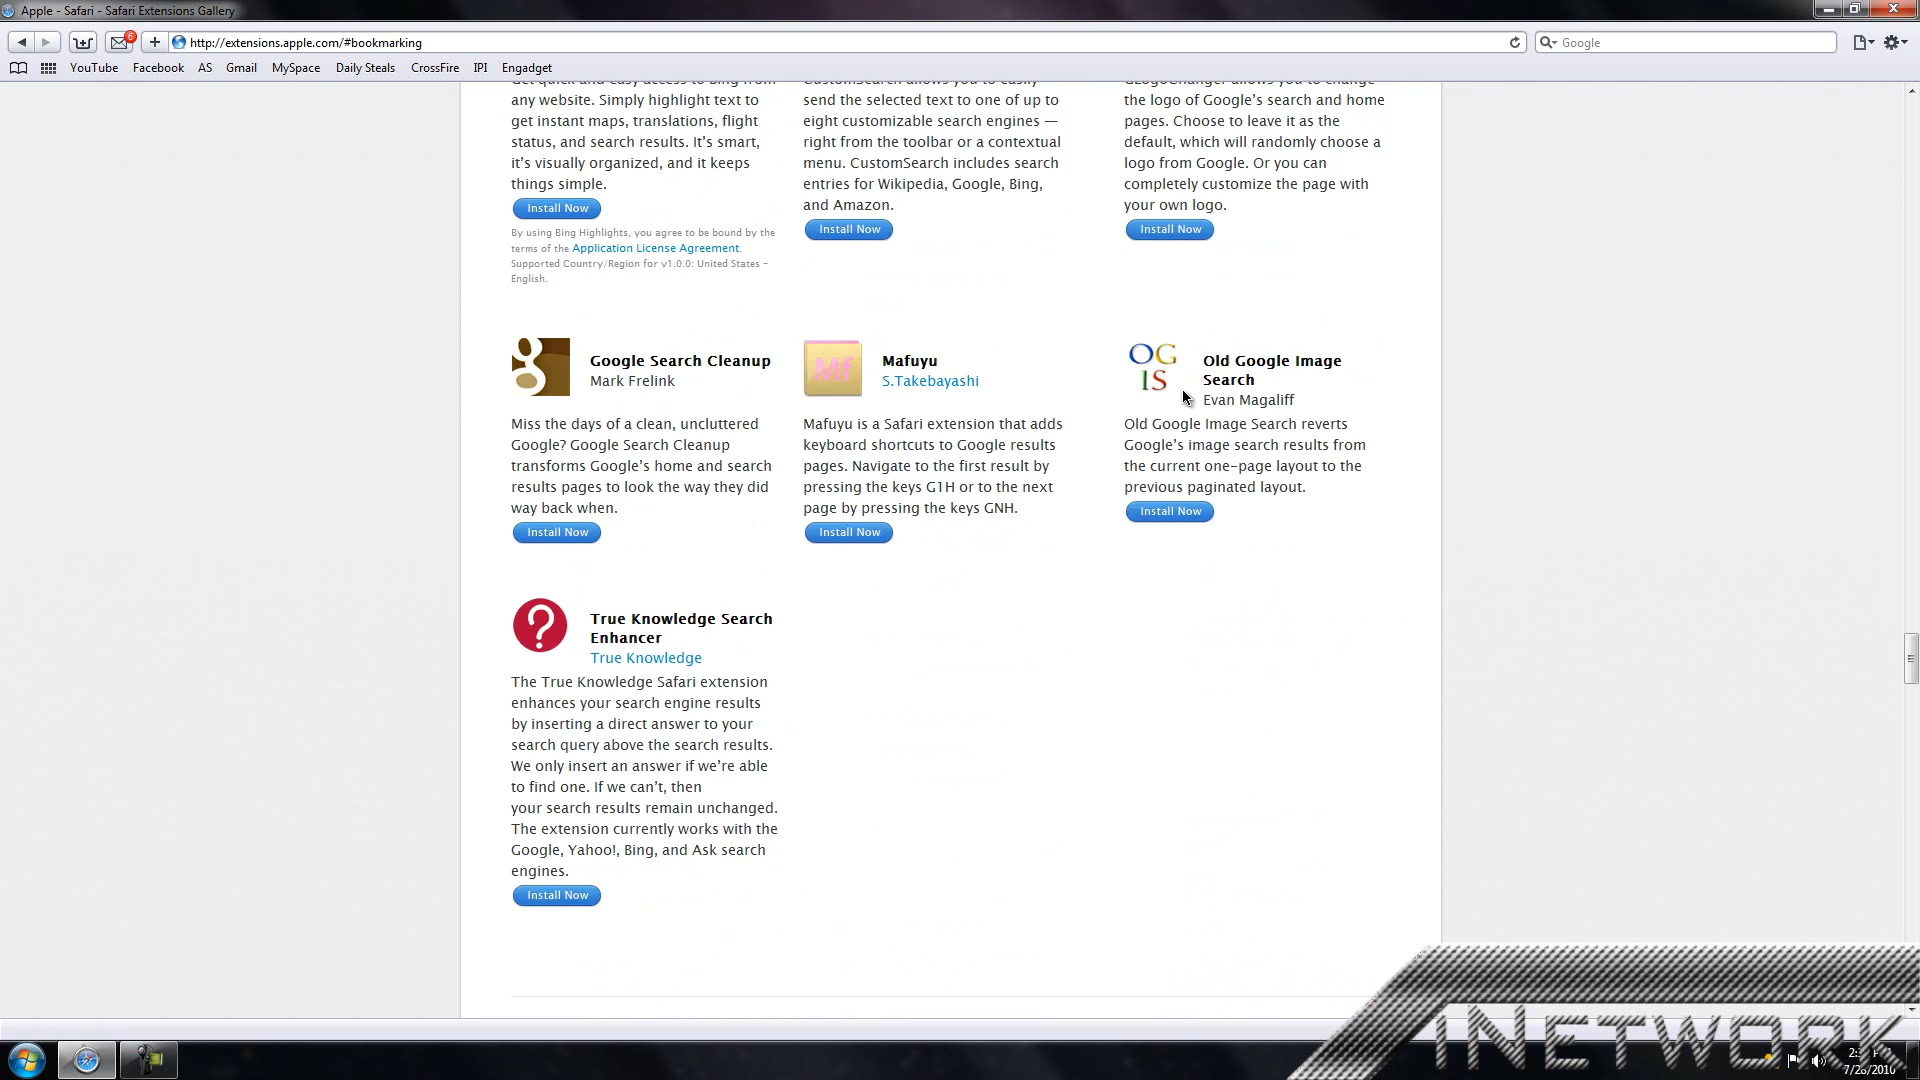 Apple - Safari - Safari Extensions Gallery
6
http://extensions.apple.com/#bookmarking
Google
YouTube Facebook AS Gmail MySpace Daily Steals CrossFire IPI Engadget
any website. Simply highlight text to
get instant maps, translations, flight
status, and search results. It's smart,
it's visually organized, and it keeps
things simple.
Install Now
By using Bing Highlights, you agree to be bound by the
terms of the Application License Agreement.
Supported Country/Region for v1.0.0: United States –
English.
CustomSearch allows you to easily
send the selected text to one of up to
eight customizable search engines —
right from the toolbar or a contextual
menu. CustomSearch includes search
entries for Wikipedia, Google, Bing,
and Amazon.
Install Now
the logo of Google's search and home
pages. Choose to leave it as the
default, which will randomly choose a
logo from Google. Or you can
completely customize the page with
your own logo.
Install Now
g
Google Search Cleanup
Mark Frelink
Miss the days of a clean, uncluttered
Google? Google Search Cleanup
transforms Google's home and search
results pages to look the way they did
way back when.
Install Now
Mf
Mafuyu
S.Takebayashi
Mafuyu is a Safari extension that adds
keyboard shortcuts to Google results
pages. Navigate to the first result by
pressing the keys G1H or to the next
page by pressing the keys GNH.
Install Now
OG
IS
Old Google Image
Search
Evan Magaliff
Old Google Image Search reverts
Google's image search results from
the current one-page layout to the
previous paginated layout.
Install Now
?
True Knowledge Search
Enhancer
True Knowledge
The True Knowledge Safari extension
enhances your search engine results
by inserting a direct answer to your
search query above the search results.
We only insert an answer if we're able
to find one. If we can't, then
your search results remain unchanged.
The extension currently works with the
Google, Yahoo!, Bing, and Ask search
engines.
Install Now
INETWORK